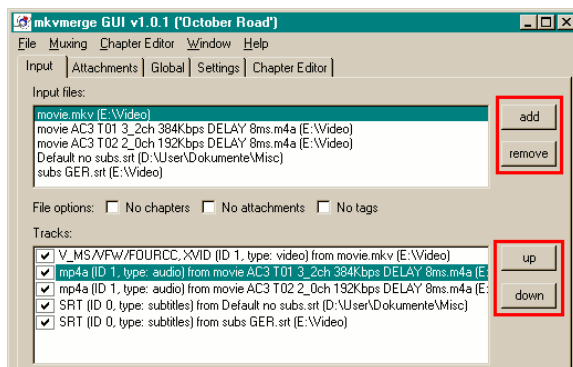 mkvmerge GUI v1.0.1 ('October Road')
File Muxing Chapter Editor Window Help
Input Attachments Global Settings Chapter Editor
Input files:
movie.mkv (E:\Video)
movie AC3 T01 3_2ch 384Kbps DELAY 8ms.m4a (E:\Video)
movie AC3 T02 2_0ch 192Kbps DELAY 8ms.m4a (E:\Video)
Default no subs.srt (D:\User\Dokumente\Misc)
subs GER.srt (E:\Video)
add
remove
File options: No chapters No attachments No tags
Tracks:
V_MS/VFW/FOURCC, XVID (ID 1, type: video) from movie.mkv (E:\Video)
mp4a (ID 1, type: audio) from movie AC3 T01 3_2ch 384Kbps DELAY 8ms.m4a (E:
mp4a (ID 1, type: audio) from movie AC3 T02 2_0ch 192Kbps DELAY 8ms.m4a (E:
SRT (ID 0, type: subtitles) from Default no subs.srt (D:\User\Dokumente\Misc)
SRT (ID 0, type: subtitles) from subs GER.srt (E:\Video)
up
down